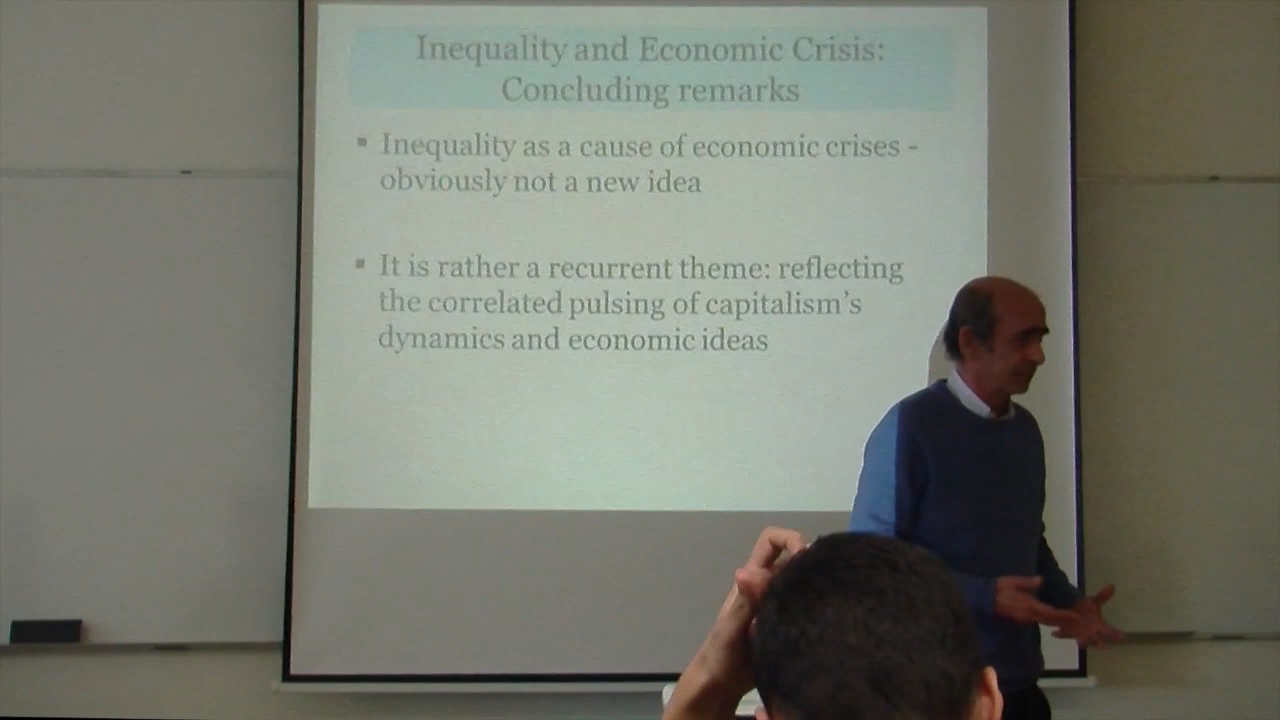 Inequality and Economic Crisis:
Concluding remarks
▪ Inequality as a cause of economic crises -
obviously not a new idea
▪ It is rather a recurrent theme: reflecting
the correlated pulsing of capitalism’s
dynamics and economic ideas